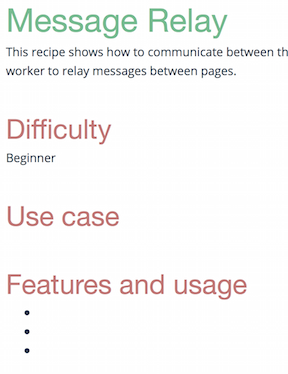 Message Relay
This recipe shows how to communicate between th
worker to relay messages between pages.
Difficulty
Beginner
Use case
Features and usage